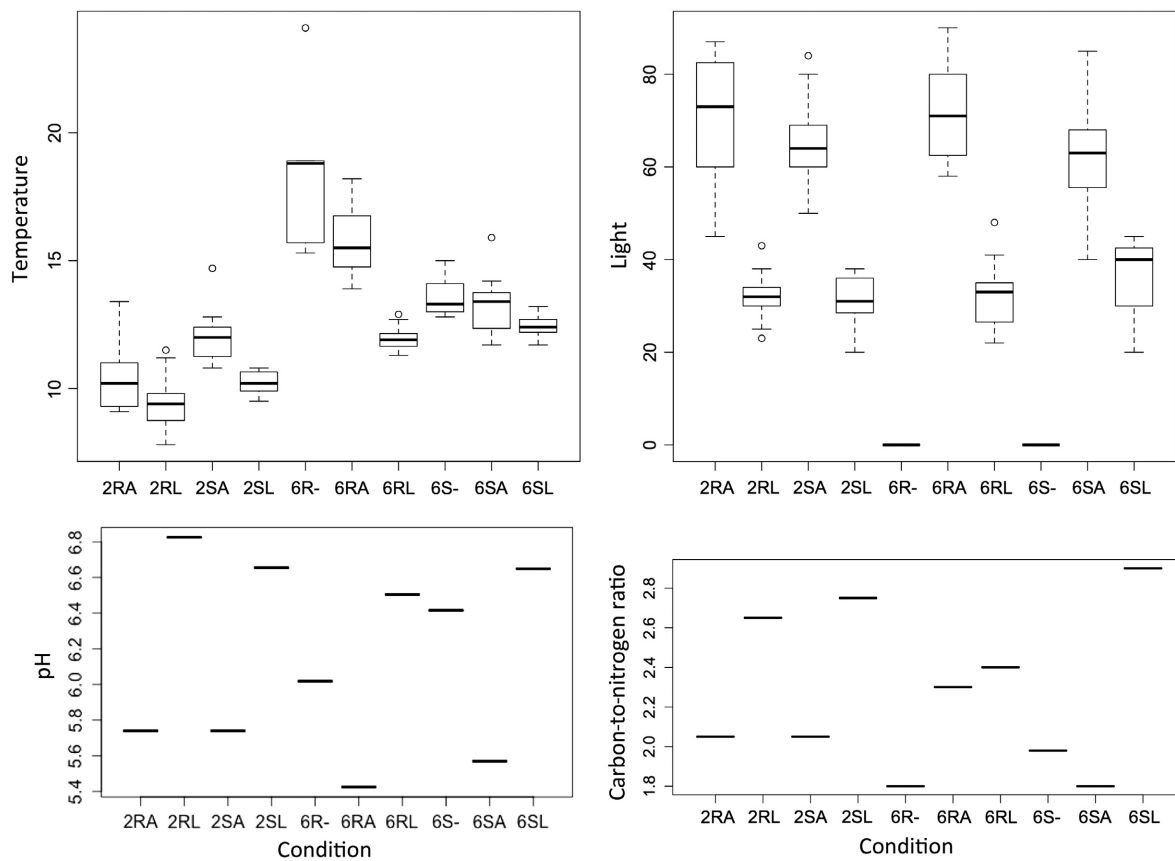 Temperature
20
15
10
2RA 2RL 2SA 2SL 6R- 6RA 6RL 6S- 6SA 6SL
Light
80
60
40
20
0
2RA 2RL 2SA 2SL 6R- 6RA 6RL 6S- 6SA 6SL
pH
6.8
6.6
6.4
6.2
6.0
5.8
5.6
5.4
2RA 2RL 2SA 2SL 6R- 6RA 6RL 6S- 6SA 6SL
Condition
Carbon-to-nitrogen ratio
2.8
2.6
2.4
2.2
2.0
1.8
2RA 2RL 2SA 2SL 6R- 6RA 6RL 6S- 6SA 6SL
Condition